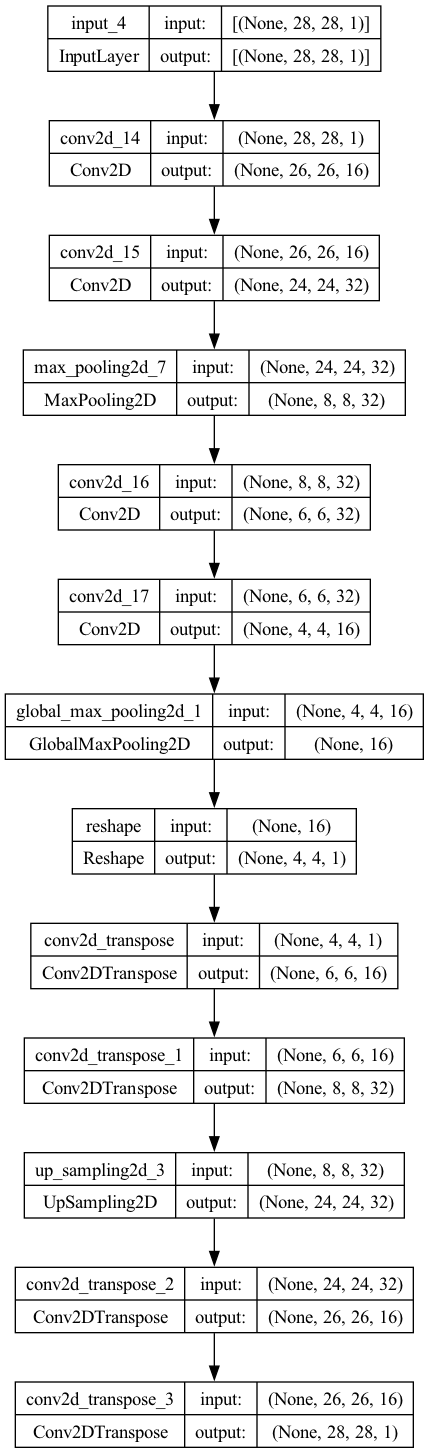 input_4 input: [(None, 28, 28, 1)]
InputLayer output: [(None, 28, 28, 1)]
conv2d_14 input: (None, 28, 28, 1)
Conv2D output: (None, 26, 26, 16)
conv2d_15 input: (None, 26, 26, 16)
Conv2D output: (None, 24, 24, 32)
max_pooling2d_7 input: (None, 24, 24, 32)
MaxPooling2D output: (None, 8, 8, 32)
conv2d_16 input: (None, 8, 8, 32)
Conv2D output: (None, 6, 6, 32)
conv2d_17 input: (None, 6, 6, 32)
Conv2D output: (None, 4, 4, 16)
global_max_pooling2d_1 input: (None, 4, 4, 16)
GlobalMaxPooling2D output: (None, 16)
reshape input: (None, 16)
Reshape output: (None, 4, 4, 1)
conv2d_transpose input: (None, 4, 4, 1)
Conv2DTranspose output: (None, 6, 6, 16)
conv2d_transpose_1 input: (None, 6, 6, 16)
Conv2DTranspose output: (None, 8, 8, 32)
up_sampling2d_3 input: (None, 8, 8, 32)
UpSampling2D output: (None, 24, 24, 32)
conv2d_transpose_2 input: (None, 24, 24, 32)
Conv2DTranspose output: (None, 26, 26, 16)
conv2d_transpose_3 input: (None, 26, 26, 16)
Conv2DTranspose output: (None, 28, 28, 1)